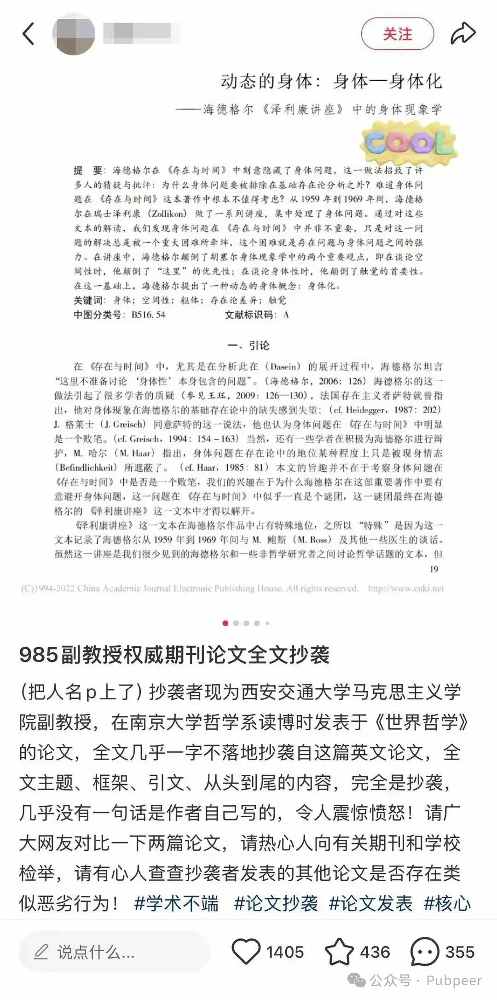 关注
动态的身体：身体—身体化
——海德格尔《泽利康讲座》中的身体现象学
COOL
提 要：海德格尔在《存在与时间》中刻意隐藏了身体问题，这一做法招致了许
多人的猜疑与批评：为什么身体问题要被排除在基础存在论分析之外？难道身体问
题在《存在与时间》这本著作中根本不值得考虑？从1959年到1969年间，海德格
尔在瑞士泽利康（Zollikon）做了一系列讲座，集中处理了身体问题。通过对这些
文本的解读，我们发现身体问题在《存在与时间》中并非不重要，只是对这一问
题的解决总是被一个重大困难所牵绊，这个困难就是存在问题与身体问题之间的张
力。在讲座中，海德格尔颠倒了胡塞尔身体现象学中的两个重要观点，即在谈论空
间性时，他颠倒了“这里”的优先性；在谈论身体性时，他颠倒了触觉的首要性。
在这一基础上，海德格尔提出了一种动态的身体概念：身体化。
关键词：身体；空间性；躯体；存在论差异；触觉
中图分类号：B516.54 文献标识码：A
一、引论
在《存在与时间》中，尤其是在分析此在（Dasein）的展开过程中，海德格尔坦言
“这里不准备讨论‘身体性’本身包含的问题”。（海德格尔，2006：126）海德格尔的这一
做法引起了很多学者的质疑（参见王珏，2009：126—130），法国存在主义者萨特就曾指
出，他对身体现象在海德格尔的基础存在论中的缺失感到失望；（cf. Heidegger，1987：202）
J. 格莱士（J. Greisch）同意萨特的这一说法，他也认为身体问题在《存在与时间》中明显
是一个败笔。（cf. Greisch，1994：154－163）当然，还有一些学者在积极为海德格尔进行辩
护，M. 哈尔（M. Haar）指出，身体问题在存在论中的地位某种程度上只是被现身情态
（Befindlichkeit）所遮蔽了。（cf. Haar，1985：81）本文的旨趣并不在于考察身体问题在
《存在与时间》中是否是一个败笔，我们的兴趣在于为什么海德格尔在这部重要著作中要有
意避开身体问题，这一问题在《存在与时间》中似乎一直是个谜团，这一谜团最终在海德
格尔的《泽利康讲座》这一文本中才得以解开。
《泽利康讲座》这一文本在海德格尔作品中占有特殊地位，之所以“特殊”是因为这一
文本记录了海德格尔从1959年到1969年间与M. 鲍斯（M. Boss）及其他一些医生的谈话。
虽然这一讲座是我们很少见到的海德格尔和一些非哲学研究者之间讨论哲学话题的文本，但
19
(C)1994-2022 China Academic Journal Electronic Publishing House. All rights reserved. http://www.cnki.net
985副教授权威期刊论文全文抄袭
（把人名p上了）抄袭者现为西安交通大学马克思主义学
院副教授，在南京大学哲学系读博时发表于《世界哲学》
的论文，全文几乎一字不落地抄袭自这篇英文论文，全
文主题、框架、引文、从头到尾的内容，完全是抄袭，
几乎没有一句话是作者自己写的，令人震惊愤怒！请广
大网友对比一下两篇论文，请热心人向有关期刊和学校
检举，请有心人查查抄袭者发表的其他论文是否存在类
似恶劣行为！ #学术不端 #论文抄袭 #论文发表 #核心
说点什么... 1405 436 355
公众号 · Pubpeer